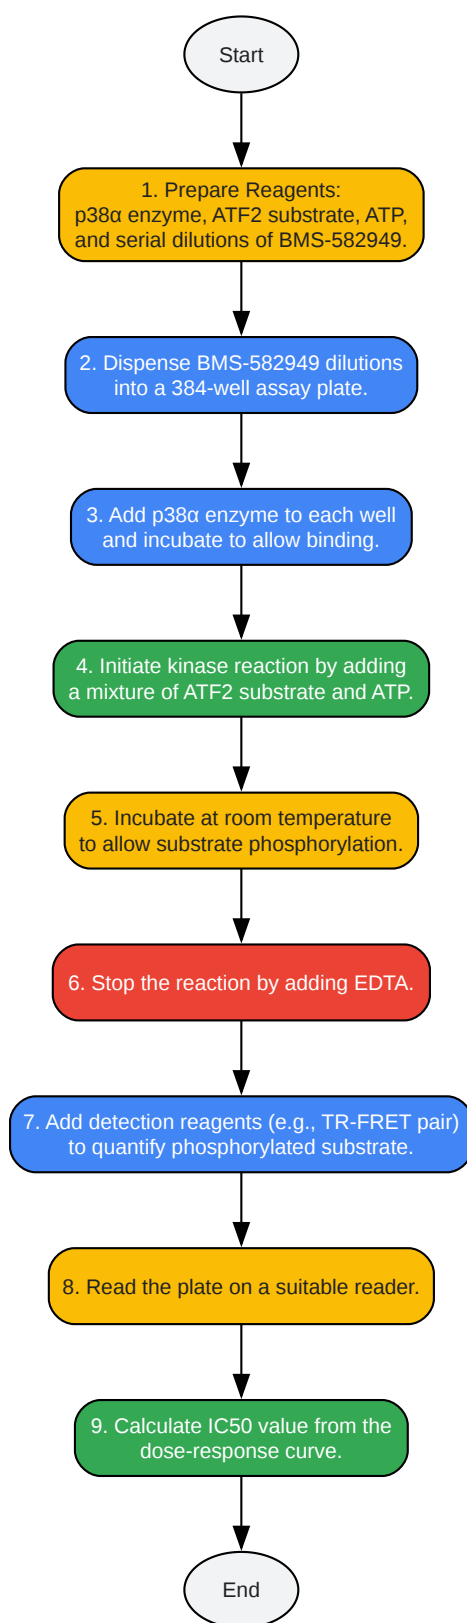 Start
1. Prepare Reagents:
p38α enzyme, ATF2 substrate, ATP,
and serial dilutions of BMS-582949.
2. Dispense BMS-582949 dilutions
into a 384-well assay plate.
3. Add p38α enzyme to each well
and incubate to allow binding.
4. Initiate kinase reaction by adding
a mixture of ATF2 substrate and ATP.
5. Incubate at room temperature
to allow substrate phosphorylation.
6. Stop the reaction by adding EDTA.
7. Add detection reagents (e.g., TR-FRET pair)
to quantify phosphorylated substrate.
8. Read the plate on a suitable reader.
9. Calculate IC50 value from the
dose-response curve.
End